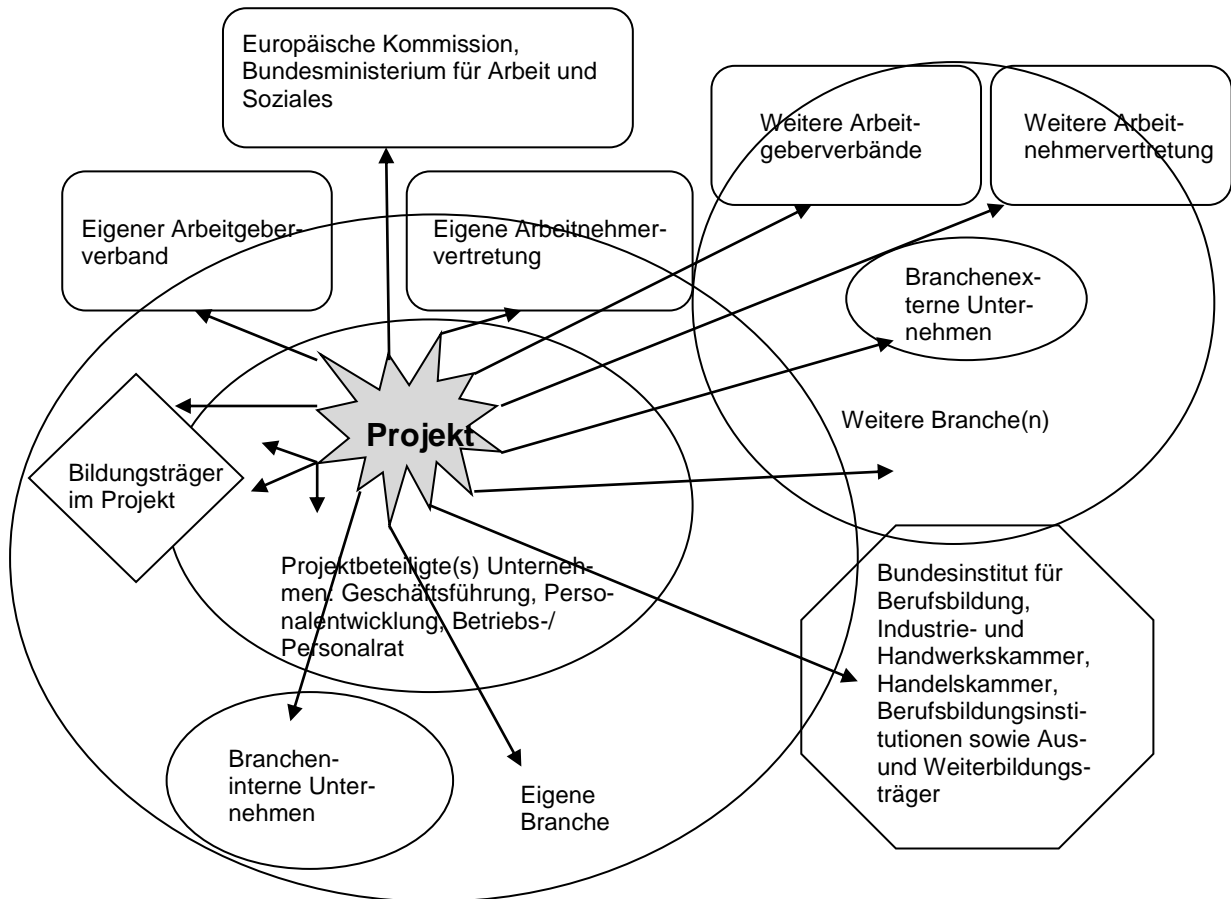 Europäische Kommission,
Bundesministerium für Arbeit und
Soziales
Weitere Arbeit-
geberverbände
Weitere Arbeit-
nehmervertretung
Eigener Arbeitgeber-
verband
Eigene Arbeitnehmer-
vertretung
Branchenex-
terne Unter-
nehmen
Projekt
Weitere Branche(n)
Bildungsträger
im Projekt
Projektbeteiligte(s) Unterneh-
men: Geschäftsführung, Perso-
nalentwicklung, Betriebs-/
Personalrat
Bundesinstitut für
Berufsbildung,
Industrie- und
Handwerkskammer,
Handelskammer,
Berufsbildungsinsti-
tutionen sowie Aus-
und Weiterbildungs-
träger
Branchen-
interne Unter-
nehmen
Eigene
Branche